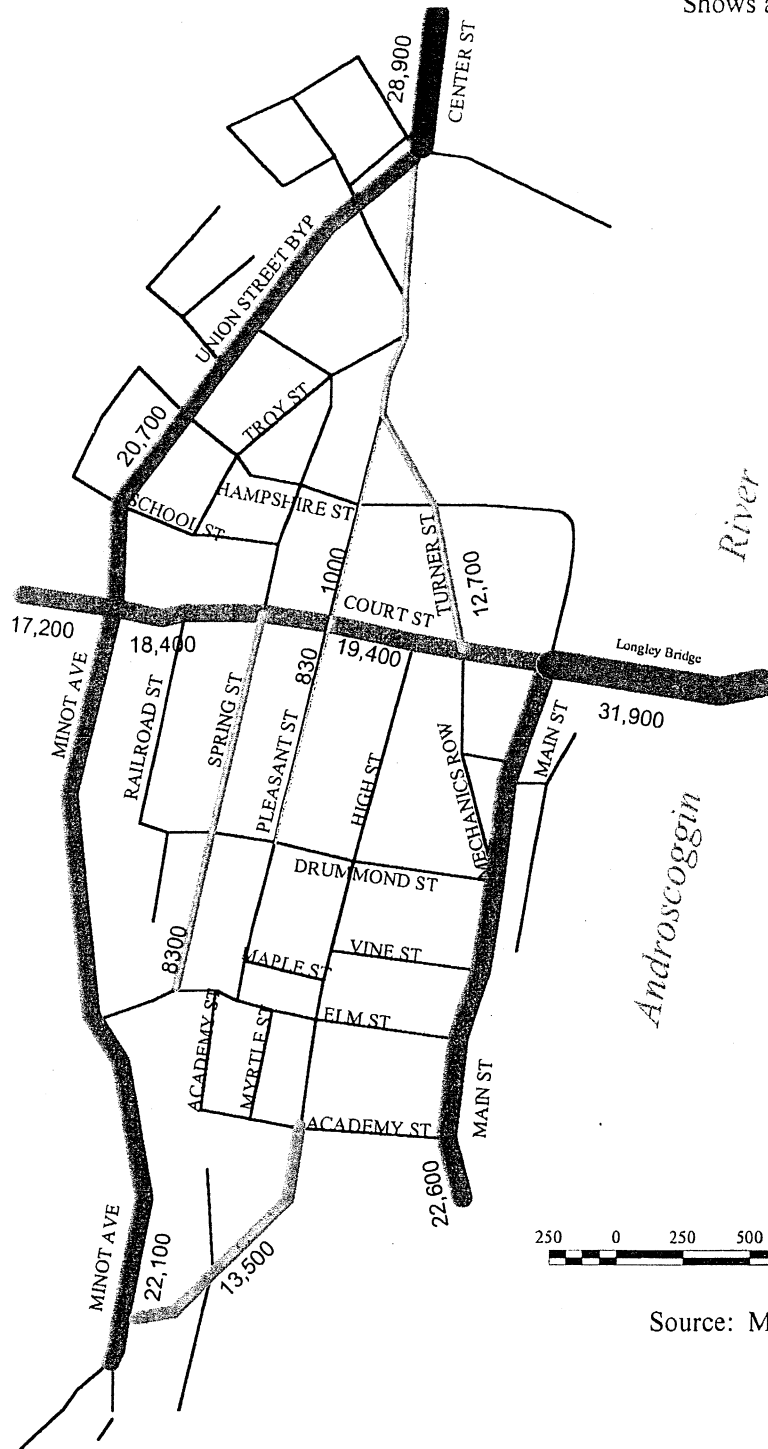 Shows a
28,900
CENTER ST
UNION STREET BYP
20,700
TROY ST
HAMPSHIRE ST
SCHOOL ST
1000
TURNER ST
12,700
River
17,200
18,400
COURT ST
19,400
Longley Bridge
31,900
MINOT AVE
RAILROAD ST
SPRING ST
830
PLEASANT ST
HIGH ST
MECHANICS ROW
MAIN ST
DRUMMOND ST
Androscoggin
8300
MAPLE ST
VINE ST
ELM ST
ACADEMY ST
MYRTLE ST
ACADEMY ST
MAIN ST
22,600
MINOT AVE
22,100
13,500
250 0 250 500
Source: M